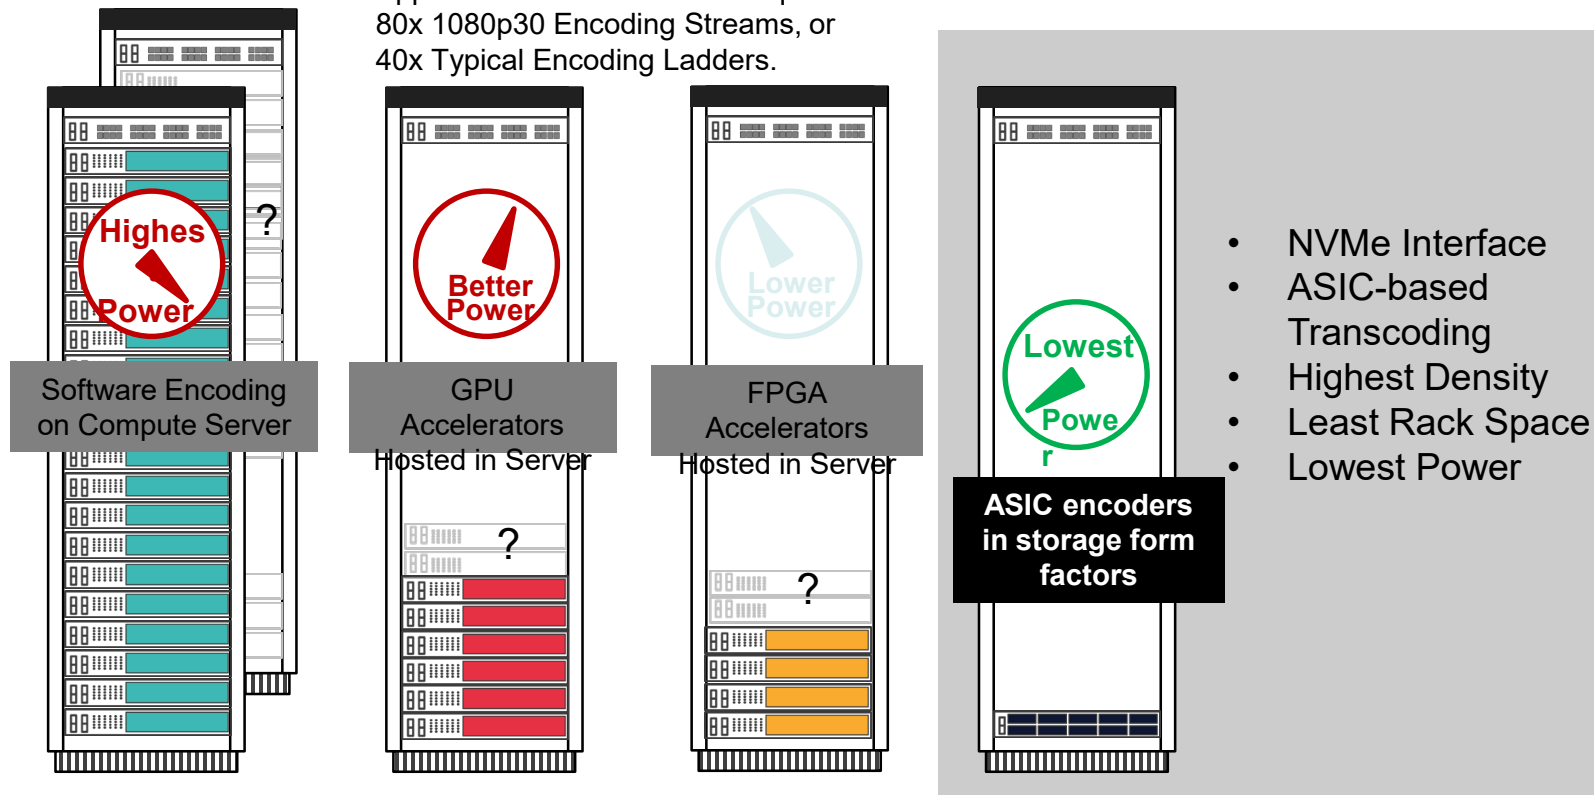 80x 1080p30 Encoding Streams, or
40x Typical Encoding Ladders.
Highes
Power
?
Software Encoding
on Compute Server
Better
Power
GPU
Accelerators
Hosted in Server
?
Lower
Power
FPGA
Accelerators
Hosted in Server
?
Lowest
Powe
r
ASIC encoders
in storage form
factors
• NVMe Interface
• ASIC-based
Transcoding
• Highest Density
• Least Rack Space
• Lowest Power